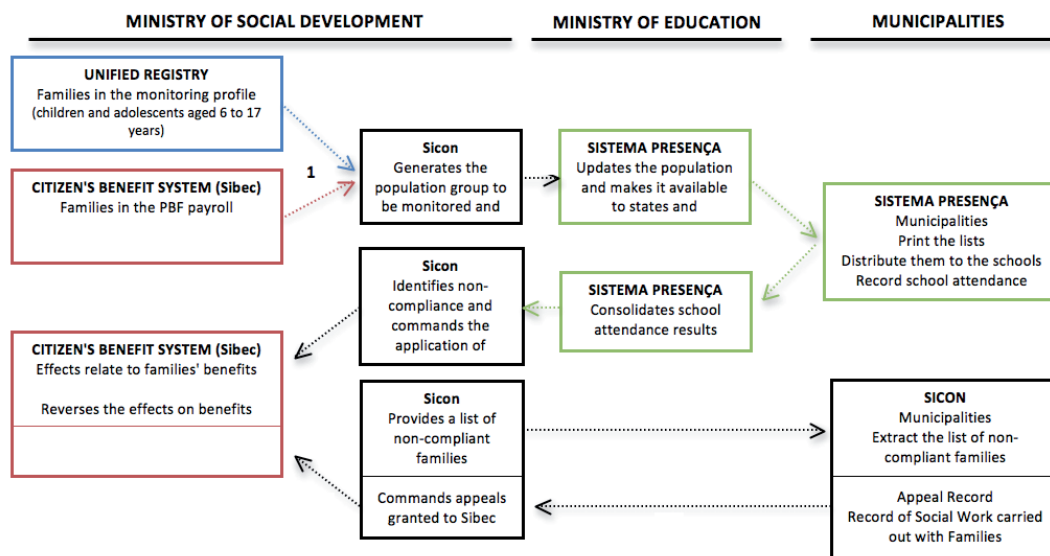 MINISTRY OF SOCIAL DEVELOPMENT
MINISTRY OF EDUCATION
MUNICIPALITIES
UNIFIED REGISTRY
Families in the monitoring profile
(children and adolescents aged 6 to 17
years)
1
CITIZEN'S BENEFIT SYSTEM (Sibec)
Families in the PBF payroll
Sicon
Generates the
population group to
be monitored and
SISTEMA PRESENÇA
Updates the population
and makes it available
to states and
SISTEMA PRESENÇA
Municipalities
Print the lists
Distribute them to the schools
Record school attendance
Sicon
Identifies non-
compliance and
commands the
application of
SISTEMA PRESENÇA
Consolidates school
attendance results
CITIZEN'S BENEFIT SYSTEM (Sibec)
Effects relate to families' benefits
Reverses the effects on benefits
Sicon
Provides a list of
non-compliant
families
Commands appeals
granted to Sibec
SICON
Municipalities
Extract the list of non-
compliant families
Appeal Record
Record of Social Work carried
out with Families